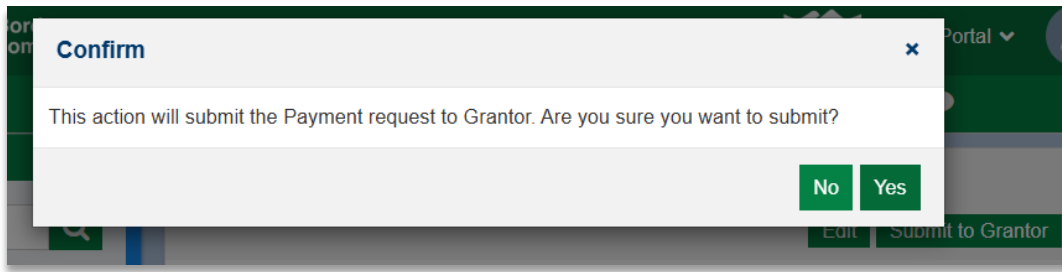 Portal
Confirm
×
This action will submit the Payment request to Grantor. Are you sure you want to submit?
No Yes
Edit Submit to Grantor